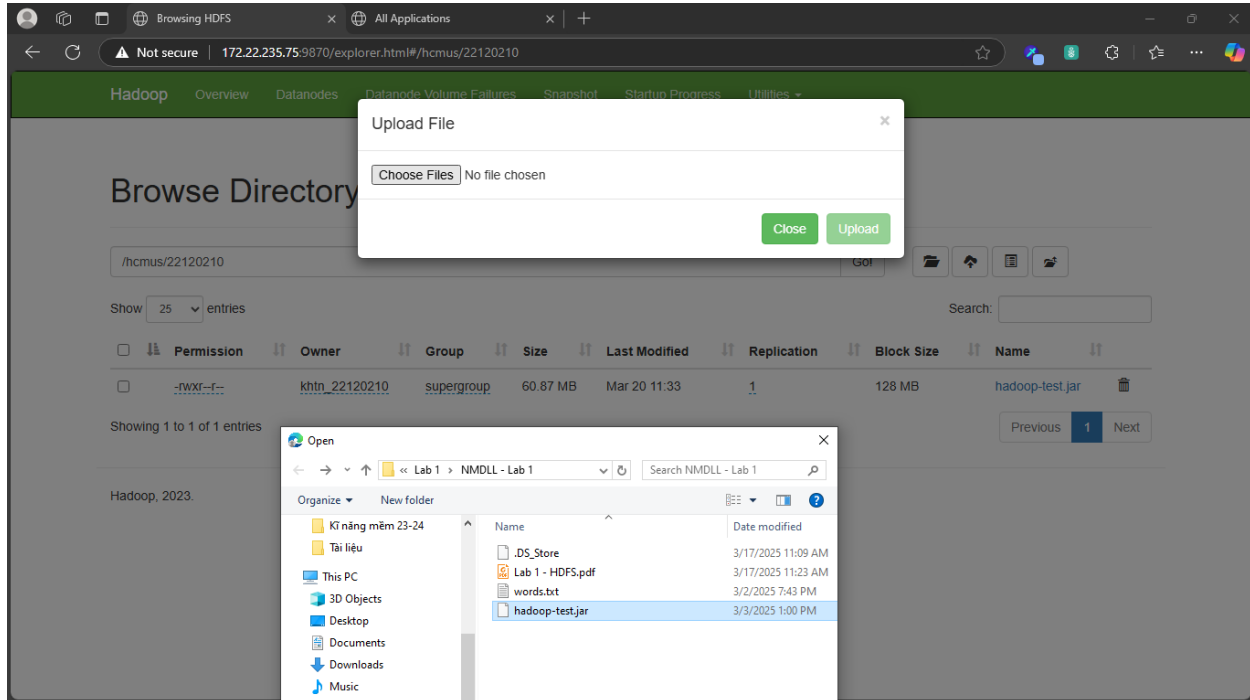 Browsing HDFS
All Applications
Not secure 172.22.235.75:9870/explorer.html#/hcmus/22120210
Hadoop Overview Datanodes Datanode Volume Failures Snapshot Startup Progress Utilities
Upload File ×
Choose Files No file chosen
Close Upload
Browse Directory
/hcmus/22120210 Go!
Show 25 entries Search:
Permission Owner Group Size Last Modified Replication Block Size Name
-rwxr--r-- khtn_22120210 supergroup 60.87 MB Mar 20 11:33 1 128 MB hadoop-test.jar
Showing 1 to 1 of 1 entries Previous 1 Next
Hadoop, 2023.
Open
« Lab 1 › NMDLL - Lab 1 Search NMDLL - Lab 1
Organize New folder
Kĩ năng mềm 23-24
Tài liệu
This PC
3D Objects
Desktop
Documents
Downloads
Music
Name Date modified
.DS_Store 3/17/2025 11:09 AM
Lab 1 - HDFS.pdf 3/17/2025 11:23 AM
words.txt 3/2/2025 7:43 PM
hadoop-test.jar 3/3/2025 1:00 PM